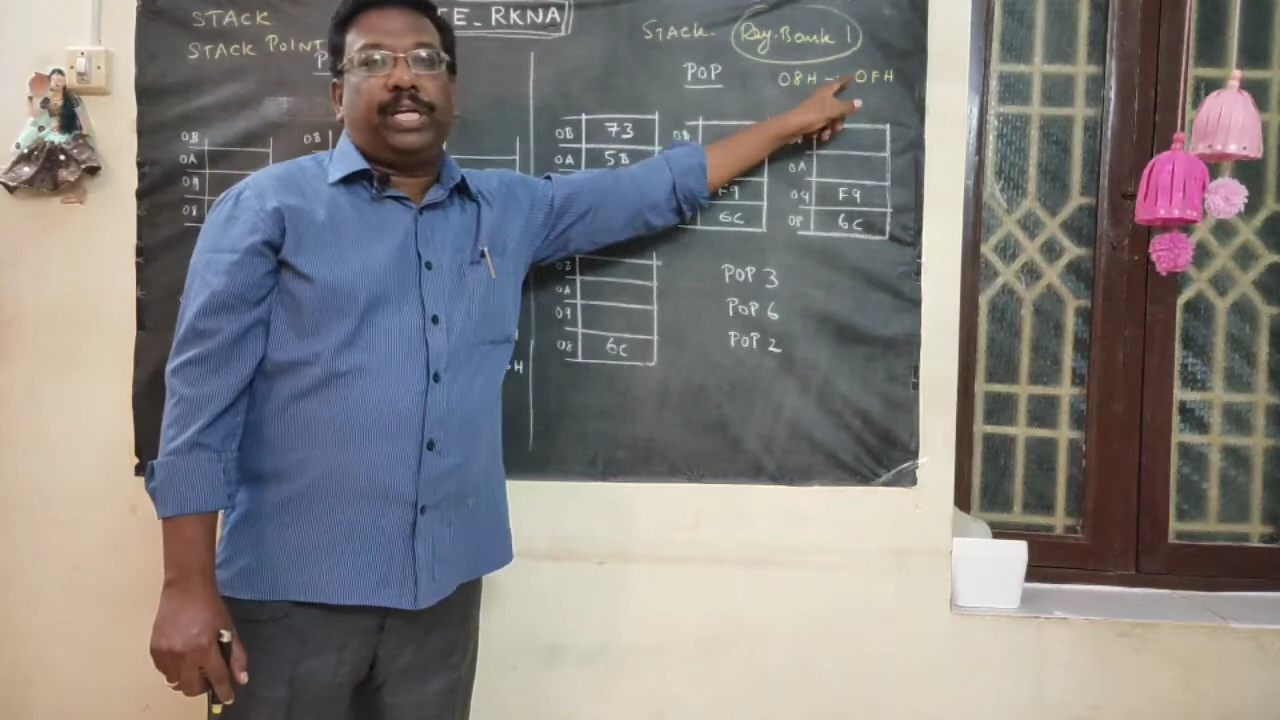 STACK
STACK POINT
TE_RKNA
P
0B
0A
09
08
0B
H
STACK. Reg. Bank 1
POP 08H - 0FH
0B 73
0A 5B
0B
F9
6C
0A
09 F9
08 6C
0B
0A
09
08 6C
POP 3
POP 6
POP 2